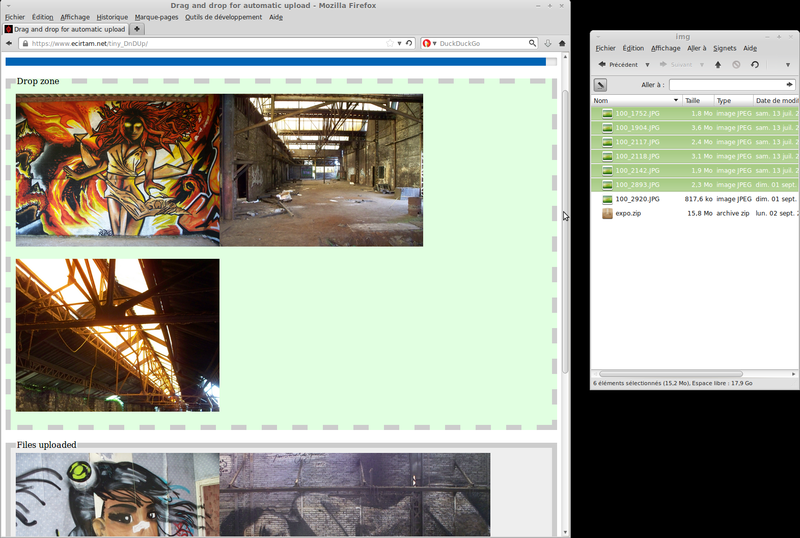 Drag and drop for automatic upload - Mozilla Firefox
Fichier Édition Affichage Historique Marque-pages Outils de développement Aide
Drag and drop for automatic upload
https://www.ecirtam.net/tiny_DnDUp/
DuckDuckGo
Drop zone
Files uploaded
img
Fichier Édition Affichage Aller à Signets Aide
Précédent Suivant
Aller à :
Nom Taille Type Date de modif
100_1752.JPG 1,8 Mo image JPEG sam. 13 juil. 2
100_1904.JPG 3,6 Mo image JPEG sam. 13 juil. 2
100_2117.JPG 2,4 Mo image JPEG sam. 13 juil. 2
100_2118.JPG 3,1 Mo image JPEG sam. 13 juil. 2
100_2142.JPG 1,9 Mo image JPEG sam. 13 juil. 2
100_2893.JPG 2,3 Mo image JPEG dim. 01 sept.
100_2920.JPG 817,6 ko image JPEG dim. 01 sept.
expo.zip 15,8 Mo archive zip lun. 02 sept.
6 éléments sélectionnés (15,2 Mo), Espace libre : 17,9 Go